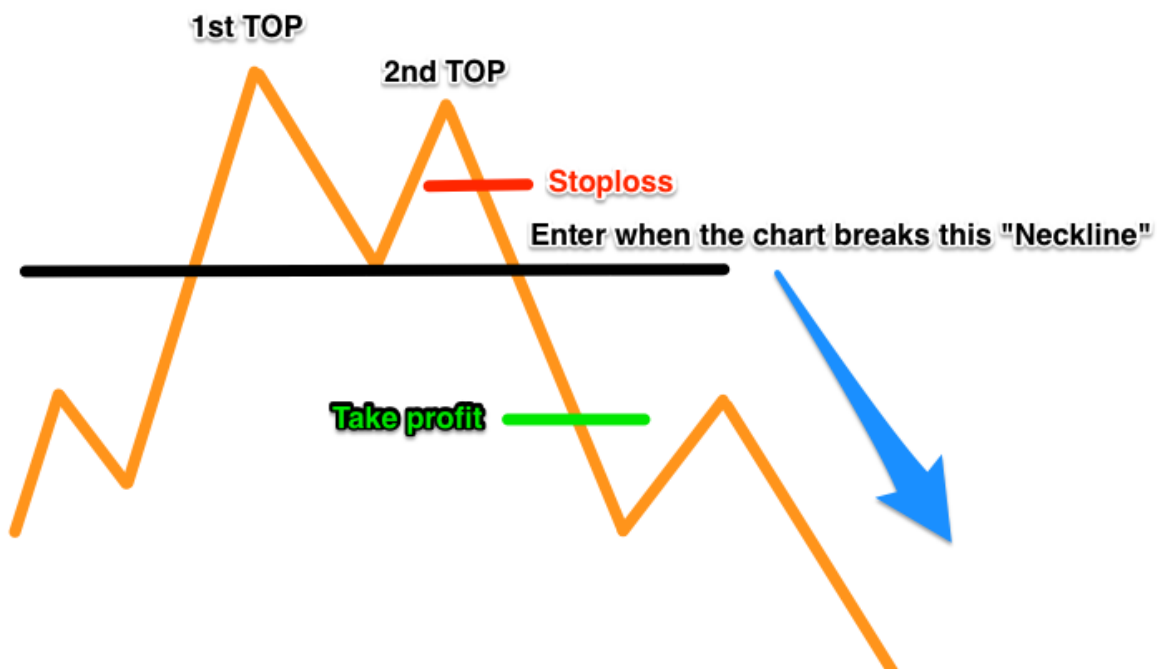 1st TOP
2nd TOP
Stoploss
Enter when the chart breaks this "Neckline"
Take profit